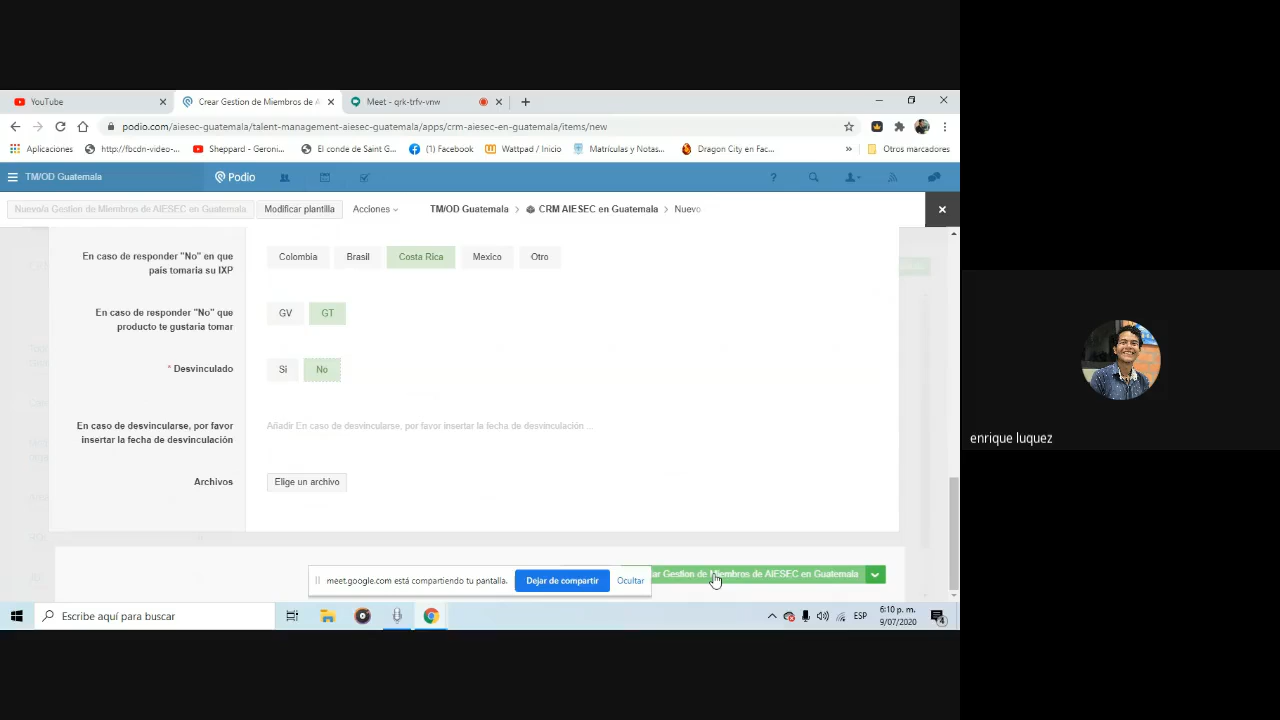 YouTube
Crear Gestion de Miembros de A
Meet - qrk-trfv-vnw
podio.com/aiesec-guatemala/talent-management-aiesec-guatemala/apps/crm-aiesec-en-guatemala/items/new
Aplicaciones
http://fbcdn-video-...
Sheppard - Geroni...
El conde de Saint G...
(1) Facebook
Wattpad / Inicio
Matrículas y Notas...
Dragon City en Fac...
»
Otros marcadores
TM/OD Guatemala
Podio
?
Nuevo/a Gestion de Miembros de AIESEC en Guatemala
Modificar plantilla
Acciones
TM/OD Guatemala > CRM AIESEC en Guatemala > Nuevo
En caso de responder "No" en que
país tomaria su IXP
Colombia
Brasil
Costa Rica
Mexico
Otro
En caso de responder "No" que
producto te gustaria tomar
GV
GT
* Desvinculado
Si
No
En caso de desvincularse, por favor
insertar la fecha de desvinculación
Añadir En caso de desvincularse, por favor insertar la fecha de desvinculación ...
Archivos
Elige un archivo
Gestion de Miembros de AIESEC en Guatemala
meet.google.com está compartiendo tu pantalla.
Dejar de compartir
Ocultar
Escribe aquí para buscar
ESP
6:10 p. m.
9/07/2020
4
enrique luquez